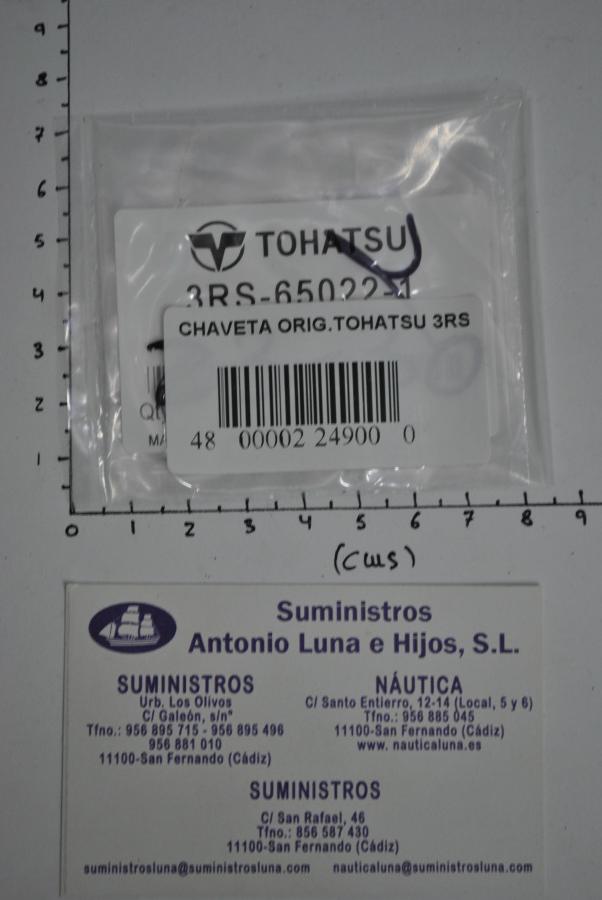 9
8
7
6
5
4
3
2
1
TOHATSU
3RS-65022-1
CHAVETA ORIG.TOHATSU 3RS
48 00002 24900 0
0 1 2 3 4 5 6 7 8 9
(cms)
Suministros
Antonio Luna e Hijos, S.L.
SUMINISTROS
Urb. Los Olivos
C/ Galeón, s/nº
Tfno.: 956 895 715 - 956 895 496
956 881 010
11100-San Fernando (Cádiz)
NÁUTICA
C/ Santo Entierro, 12-14 (Local, 5 y 6)
Tfno.: 956 885 045
11100-San Fernando (Cádiz)
www. nauticaluna.es
SUMINISTROS
C/ San Rafael, 46
Tfno.: 856 587 430
11100-San Fernando (Cádiz)
suministrosluna@suministrosluna.com nauticaluna@suministrosluna.com